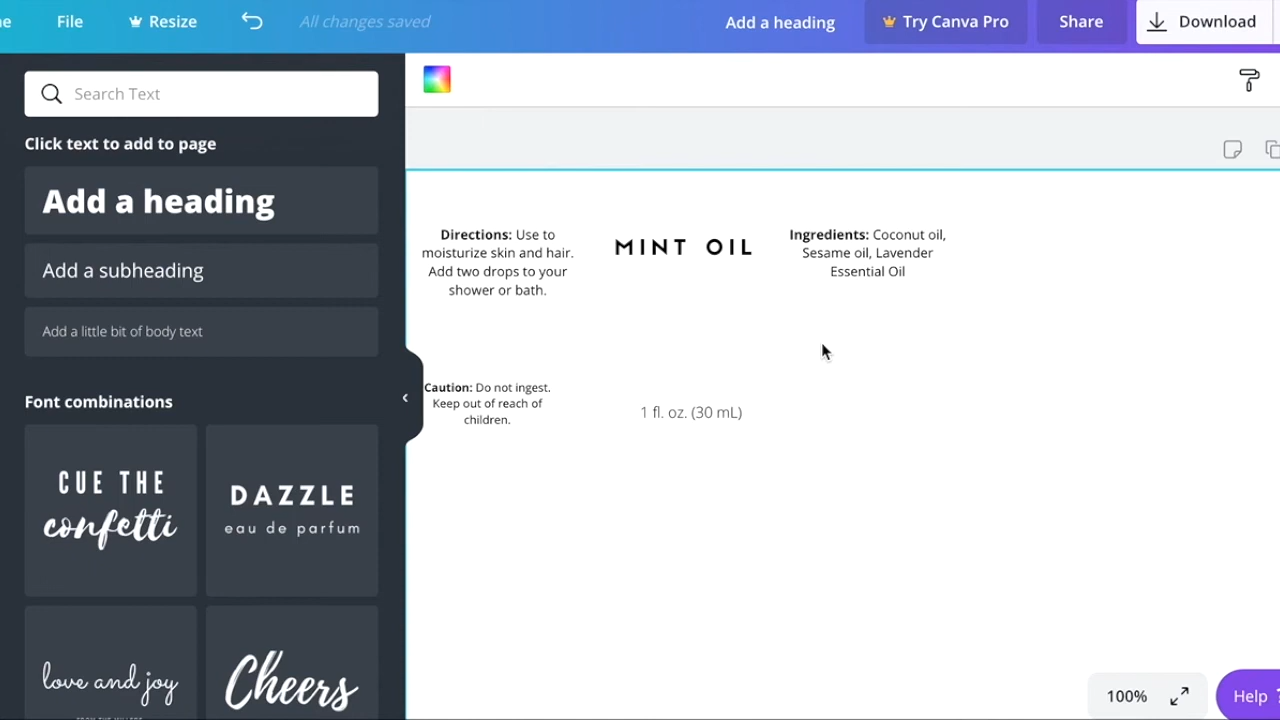 File
Resize
All changes saved
Add a heading
Try Canva Pro
Share
Download
Search Text
Click text to add to page
Add a heading
Add a subheading
Add a little bit of body text
Font combinations
CUE THE
confetti
DAZZLE
eau de parfum
love and joy
Cheers
Directions: Use to
moisturize skin and hair.
Add two drops to your
shower or bath.
MINT OIL
Ingredients: Coconut oil,
Sesame oil, Lavender
Essential Oil
Caution: Do not ingest.
Keep out of reach of
children.
1 fl. oz. (30 mL)
100%
Help ?